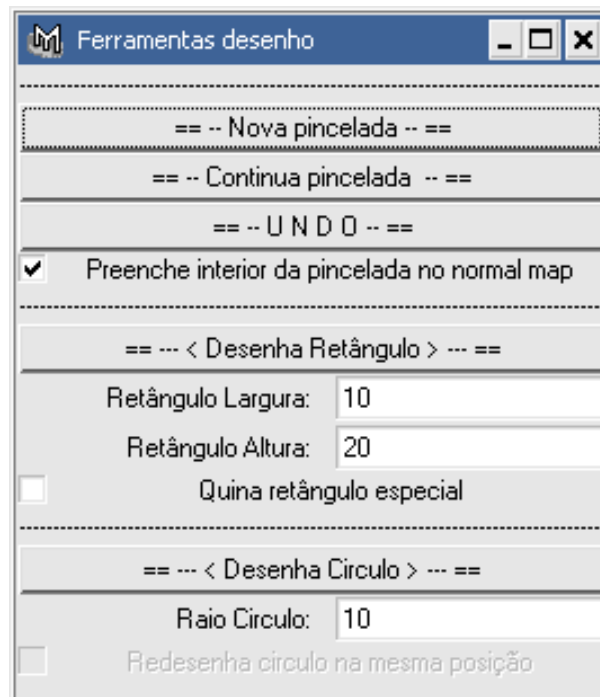 Ferramentas desenho
== -- Nova pincelada -- ==
== -- Continua pincelada -- ==
== -- U N D O -- ==
Preenche interior da pincelada no normal map
== --- < Desenha Retângulo > --- ==
Retângulo Largura: 10
Retângulo Altura: 20
Quina retângulo especial
== --- < Desenha Circulo > --- ==
Raio Circulo: 10
Redesenha circulo na mesma posição